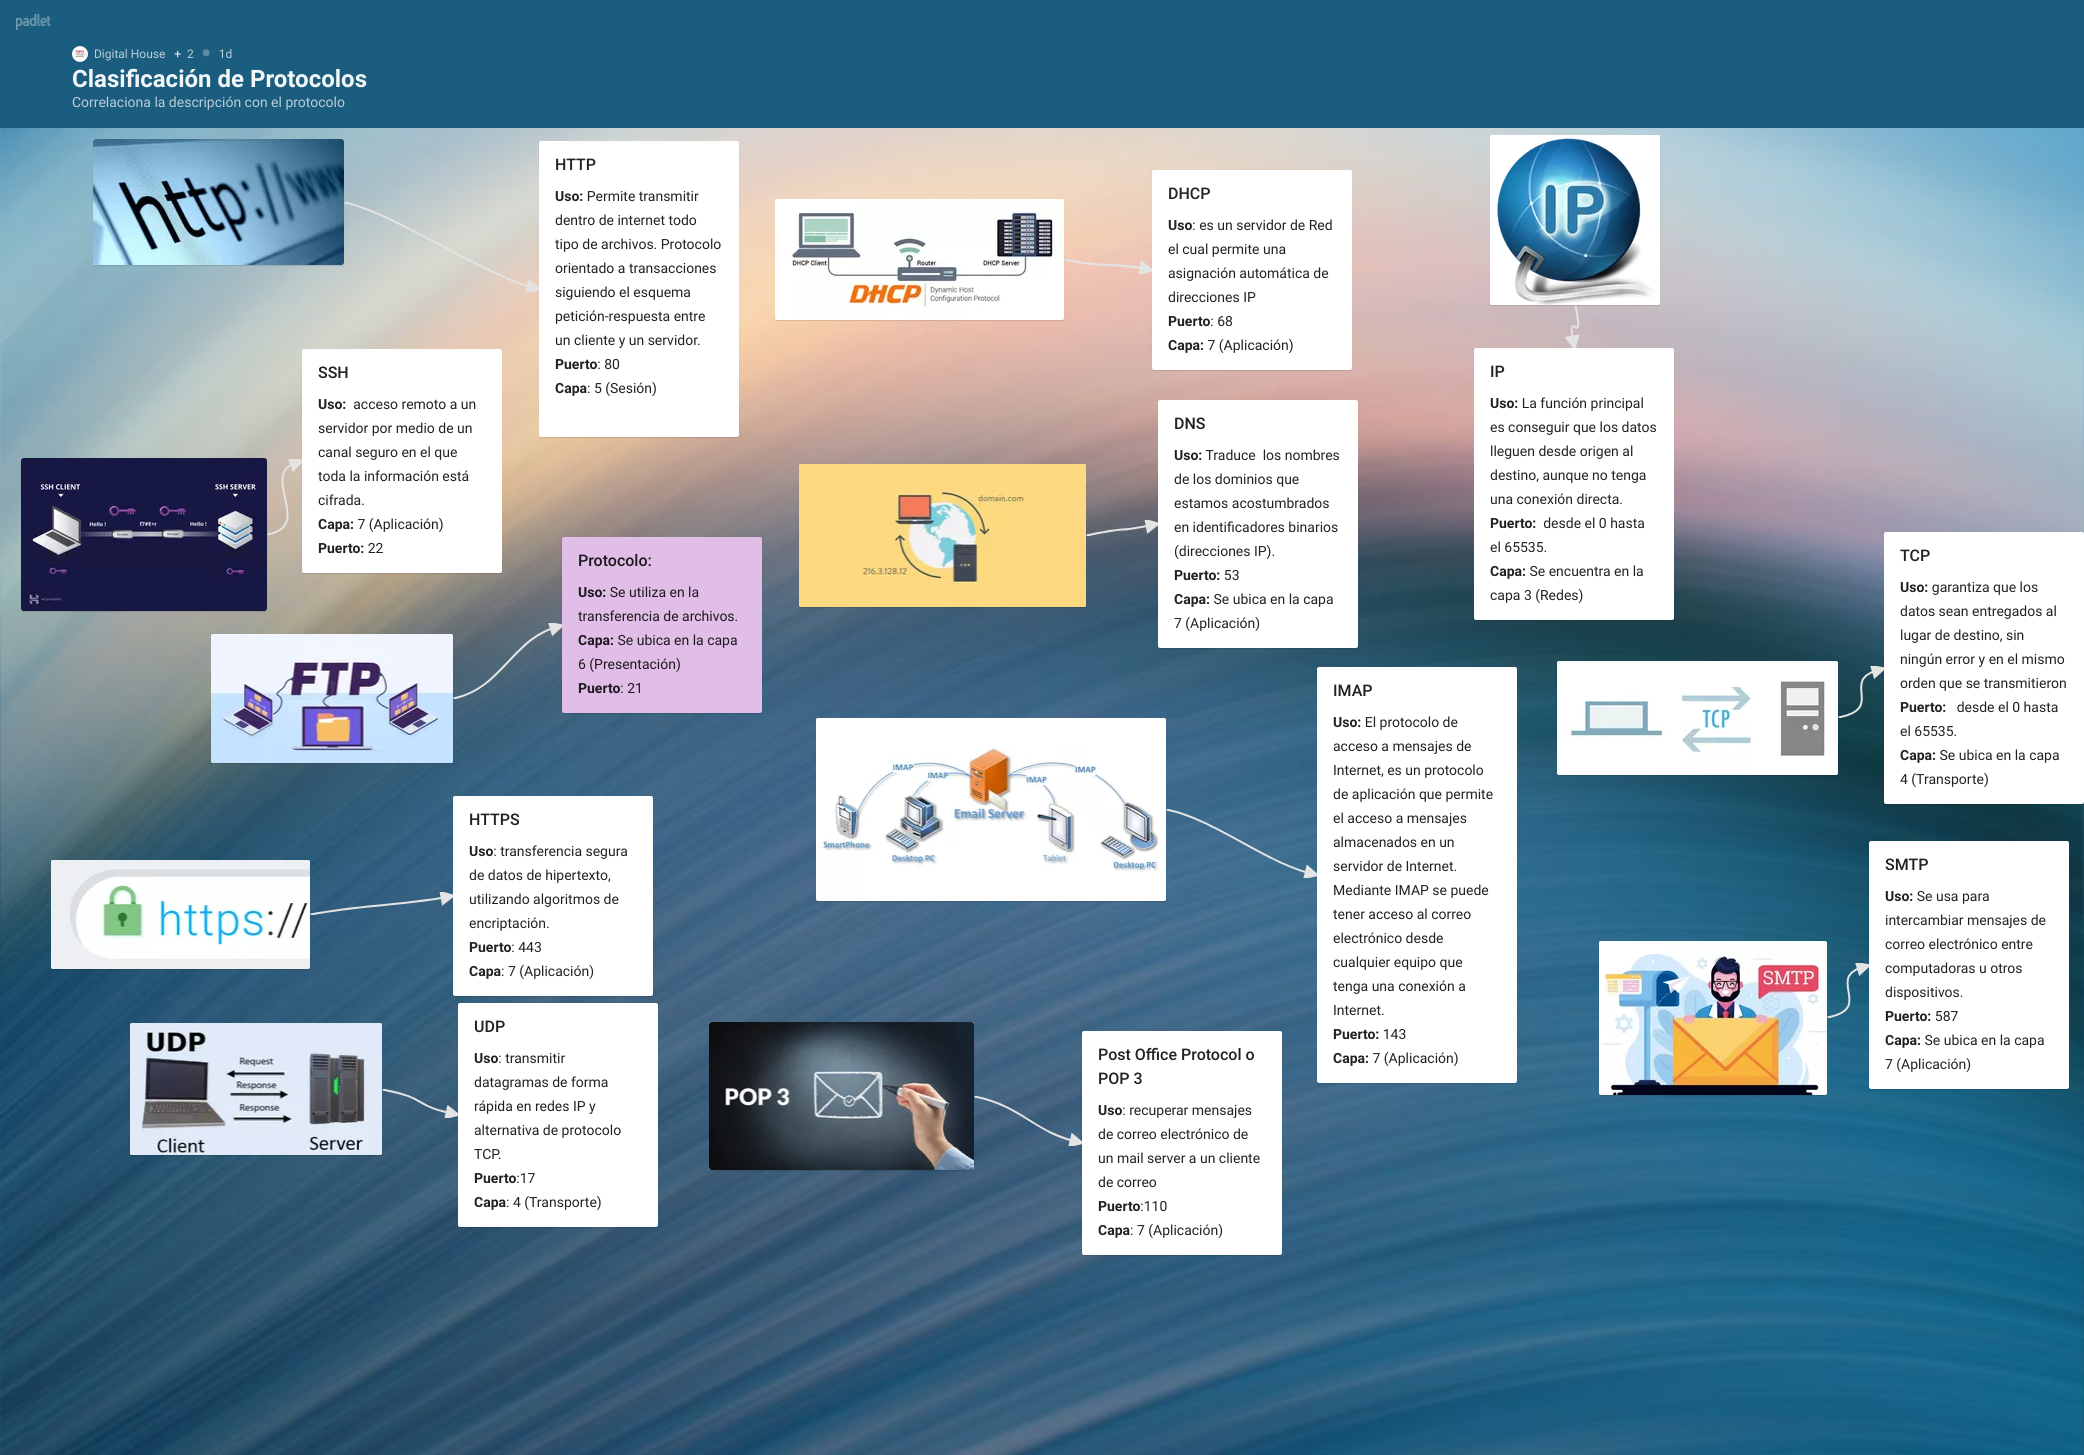 padlet
Digital House + 2 1d
Clasificación de Protocolos
Correlaciona la descripción con el protocolo
http://www
HTTP
Uso: Permite transmitir
dentro de internet todo
tipo de archivos. Protocolo
orientado a transacciones
siguiendo el esquema
petición-respuesta entre
un cliente y un servidor.
Puerto: 80
Capa: 5 (Sesión)
DHCP Client
Router
DHCP Server
DHCP
Dynamic Host
Configuration Protocol
DHCP
Uso: es un servidor de Red
el cual permite una
asignación automática de
direcciones IP
Puerto: 68
Capa: 7 (Aplicación)
IP
IP
Uso: La función principal
es conseguir que los datos
lleguen desde origen al
destino, aunque no tenga
una conexión directa.
Puerto:  desde el 0 hasta
el 65535.
Capa: Se encuentra en la
capa 3 (Redes)
SSH CLIENT
SSH SERVER
Hello !
Hello !
SSH
Uso:  acceso remoto a un
servidor por medio de un
canal seguro en el que
toda la información está
cifrada.
Capa: 7 (Aplicación)
Puerto: 22
domain.com
216.3.128.12
DNS
Uso: Traduce  los nombres
de los dominios que
estamos acostumbrados
en identificadores binarios
(direcciones IP).
Puerto: 53
Capa: Se ubica en la capa
7 (Aplicación)
FTP
Protocolo:
Uso: Se utiliza en la
transferencia de archivos.
Capa: Se ubica en la capa
6 (Presentación)
Puerto: 21
TCP
TCP
Uso: garantiza que los
datos sean entregados al
lugar de destino, sin
ningún error y en el mismo
orden que se transmitieron
Puerto:   desde el 0 hasta
el 65535.
Capa: Se ubica en la capa
4 (Transporte)
IMAP
IMAP
IMAP
IMAP
Email Server
SmartPhone
Desktop PC
Tablet
Desktop PC
IMAP
Uso: El protocolo de
acceso a mensajes de
Internet, es un protocolo
de aplicación que permite
el acceso a mensajes
almacenados en un
servidor de Internet.
Mediante IMAP se puede
tener acceso al correo
electrónico desde
cualquier equipo que
tenga una conexión a
Internet.
Puerto: 143
Capa: 7 (Aplicación)
https://
HTTPS
Uso: transferencia segura
de datos de hipertexto,
utilizando algoritmos de
encriptación.
Puerto: 443
Capa: 7 (Aplicación)
SMTP
SMTP
Uso: Se usa para
intercambiar mensajes de
correo electrónico entre
computadoras u otros
dispositivos.
Puerto: 587
Capa: Se ubica en la capa
7 (Aplicación)
UDP
Request
Response
Response
Client
Server
UDP
Uso: transmitir
datagramas de forma
rápida en redes IP y
alternativa de protocolo
TCP.
Puerto:17
Capa: 4 (Transporte)
POP 3
Post Office Protocol o
POP 3
Uso: recuperar mensajes
de correo electrónico de
un mail server a un cliente
de correo
Puerto:110
Capa: 7 (Aplicación)